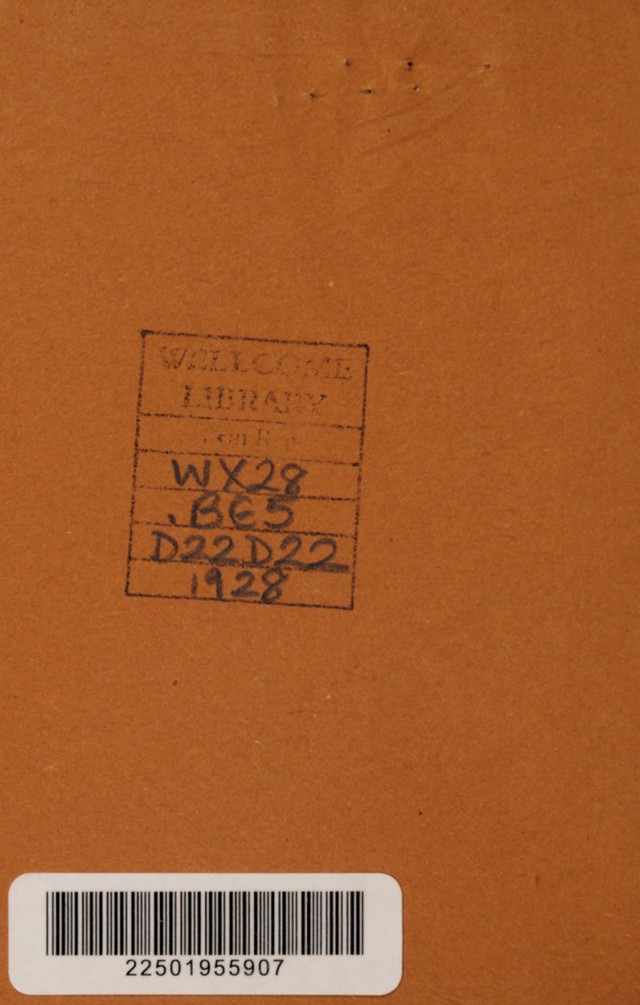 WELLCOME
LIBRARY
WX28
.BE5
D22D22
1928
22501955907